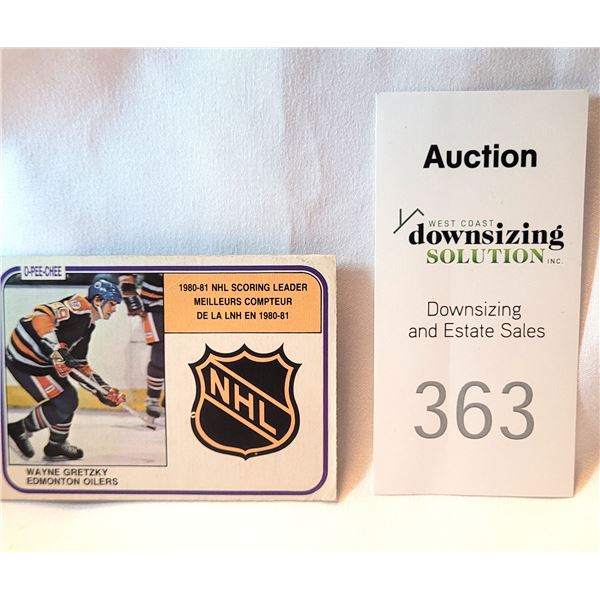 O-PEE-CHEE
1980-81 NHL SCORING LEADER
MEILLEURS COMPTEUR
DE LA LNH EN 1980-81
NHL
WAYNE GRETZKY
EDMONTON OILERS
Auction
WEST COAST
downsizing
SOLUTION INC.
Downsizing
and Estate Sales
363